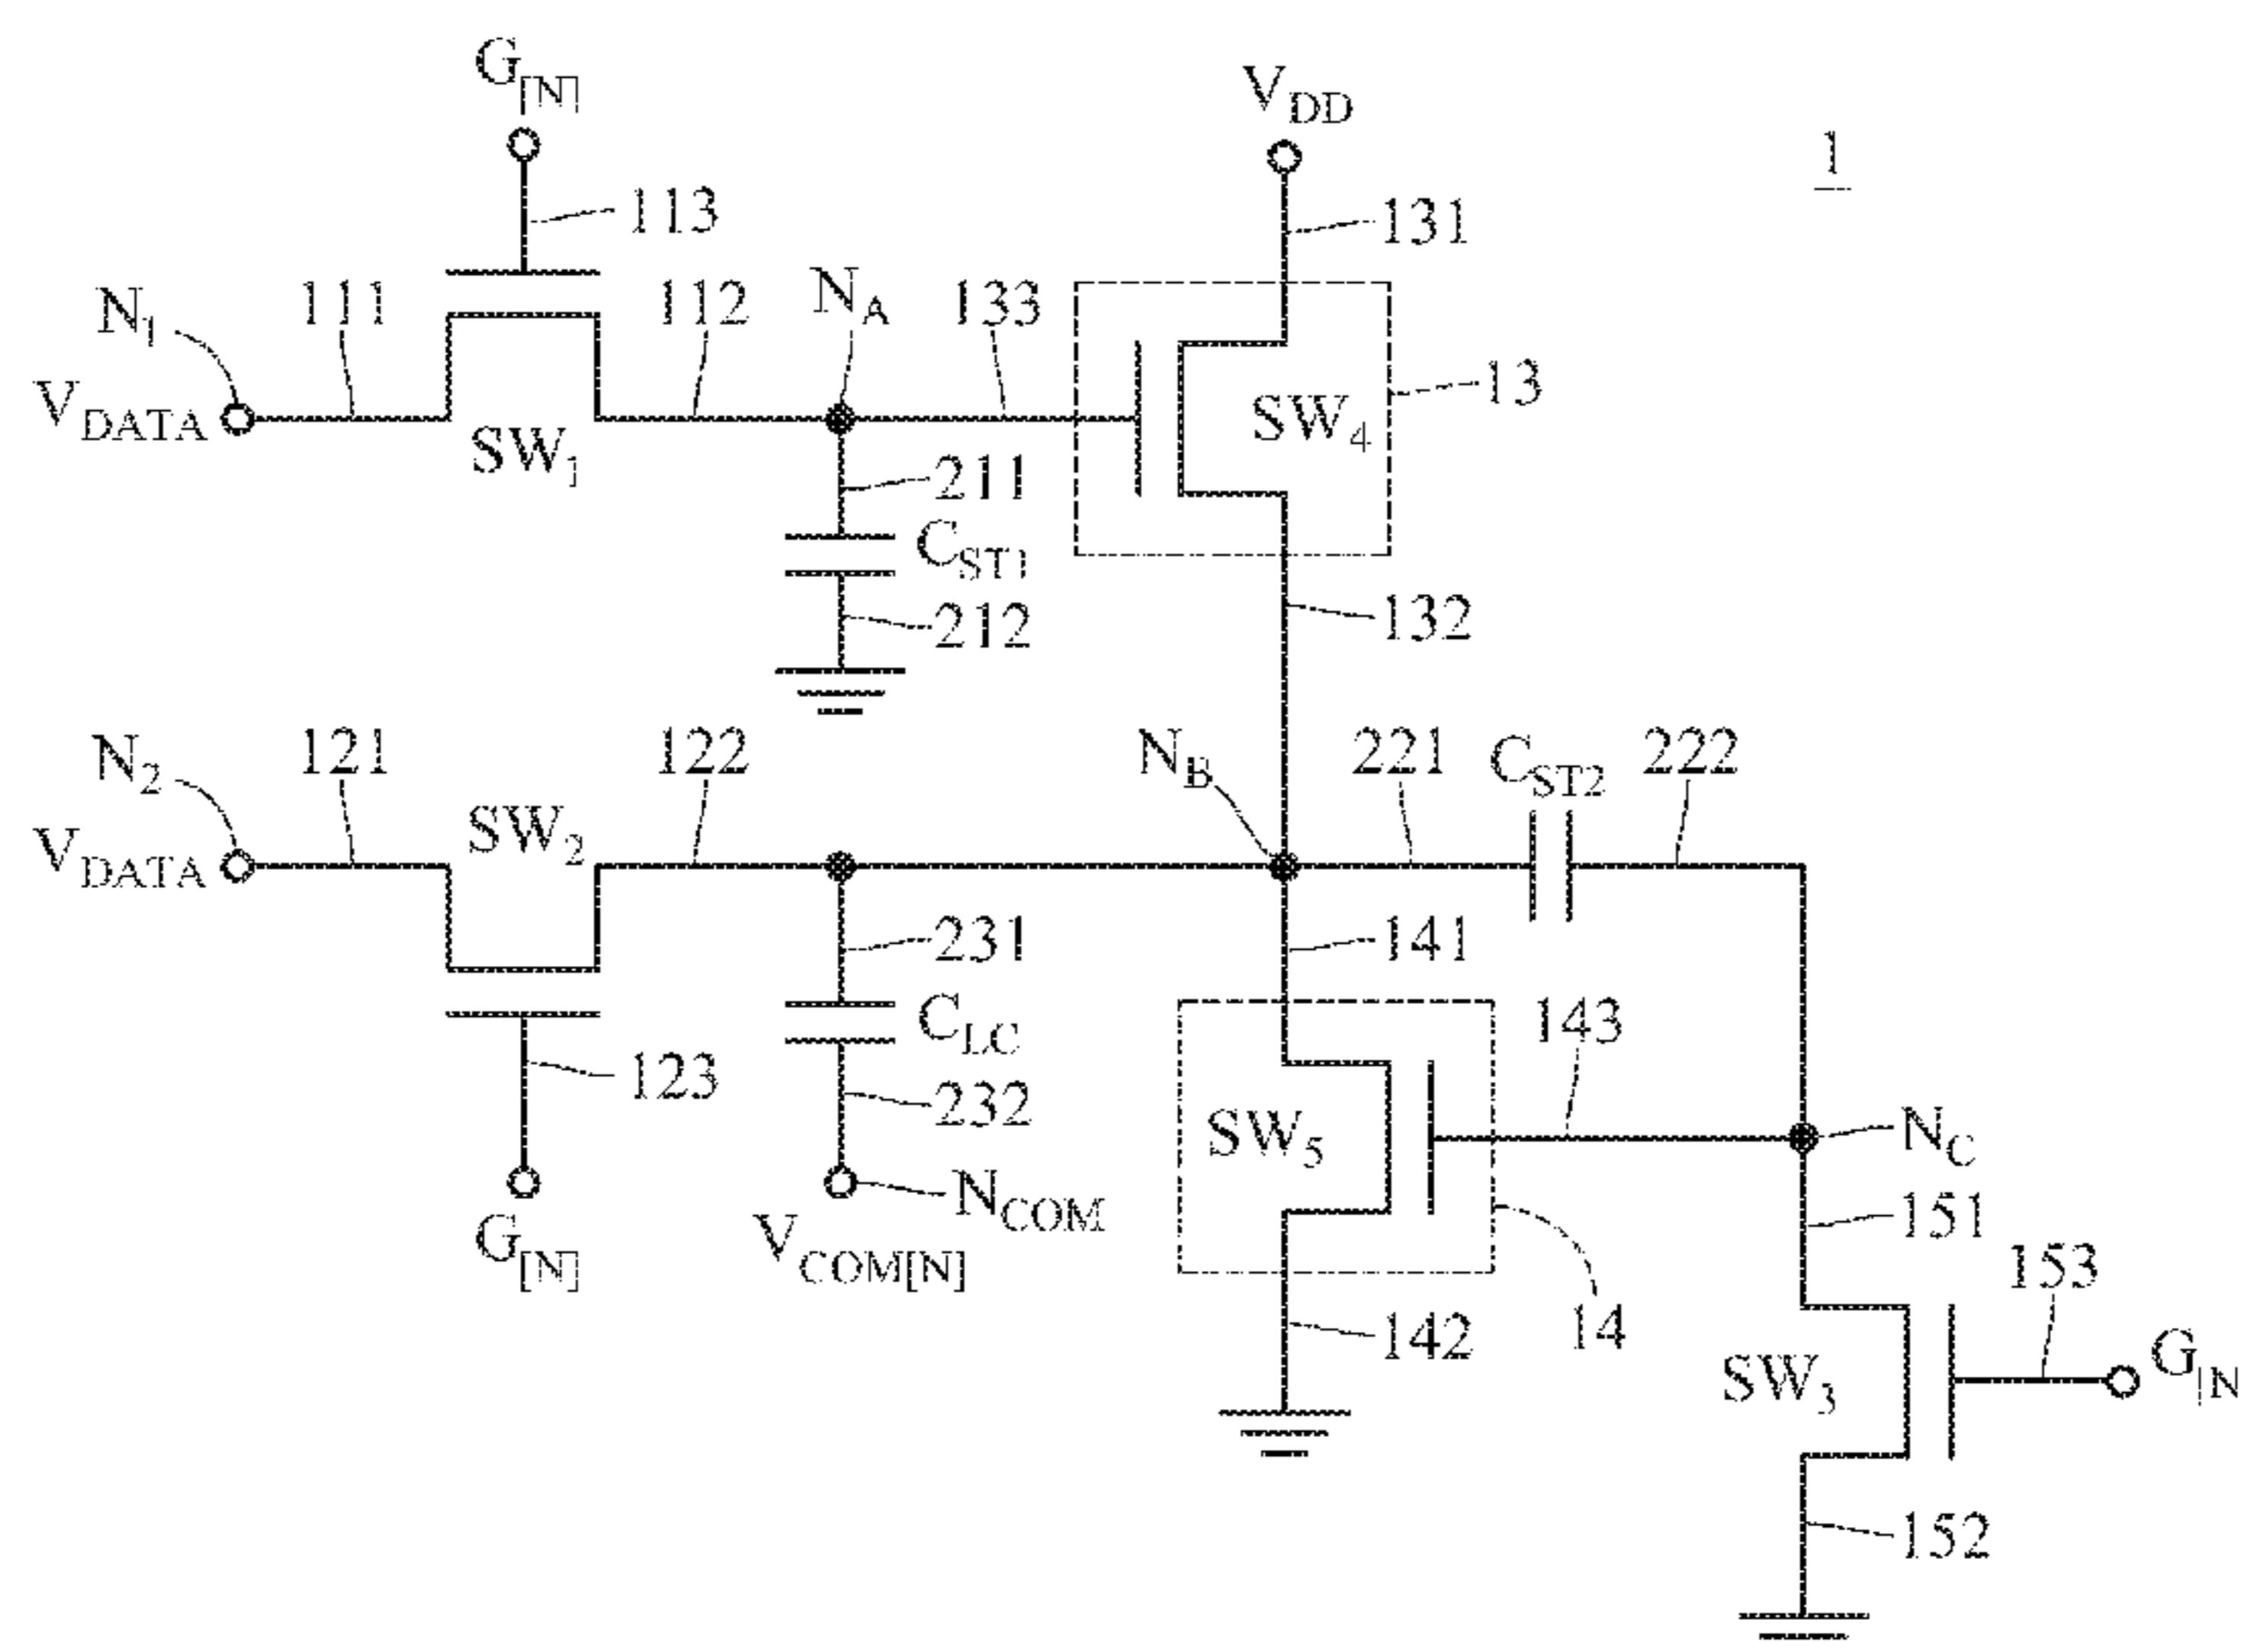 G[N]
VDD
1
113
131
N1
111
112
NA
133
13
VDATA
SW1
SW4
211
CST1
212
132
N2
121
122
NB
221
CST2
222
SW2
VDATA
231
141
CLC
143
123
232
SW5
NC
NCOM
151
G[N]
VCOM[N]
153
142
14
SW3
G[N
152